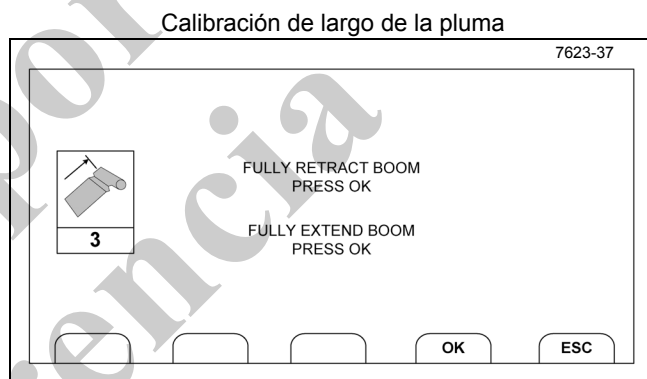 Calibración de largo de la pluma
7623-37
FULLY RETRACT BOOM
PRESS OK
3
FULLY EXTEND BOOM
PRESS OK
OK
ESC